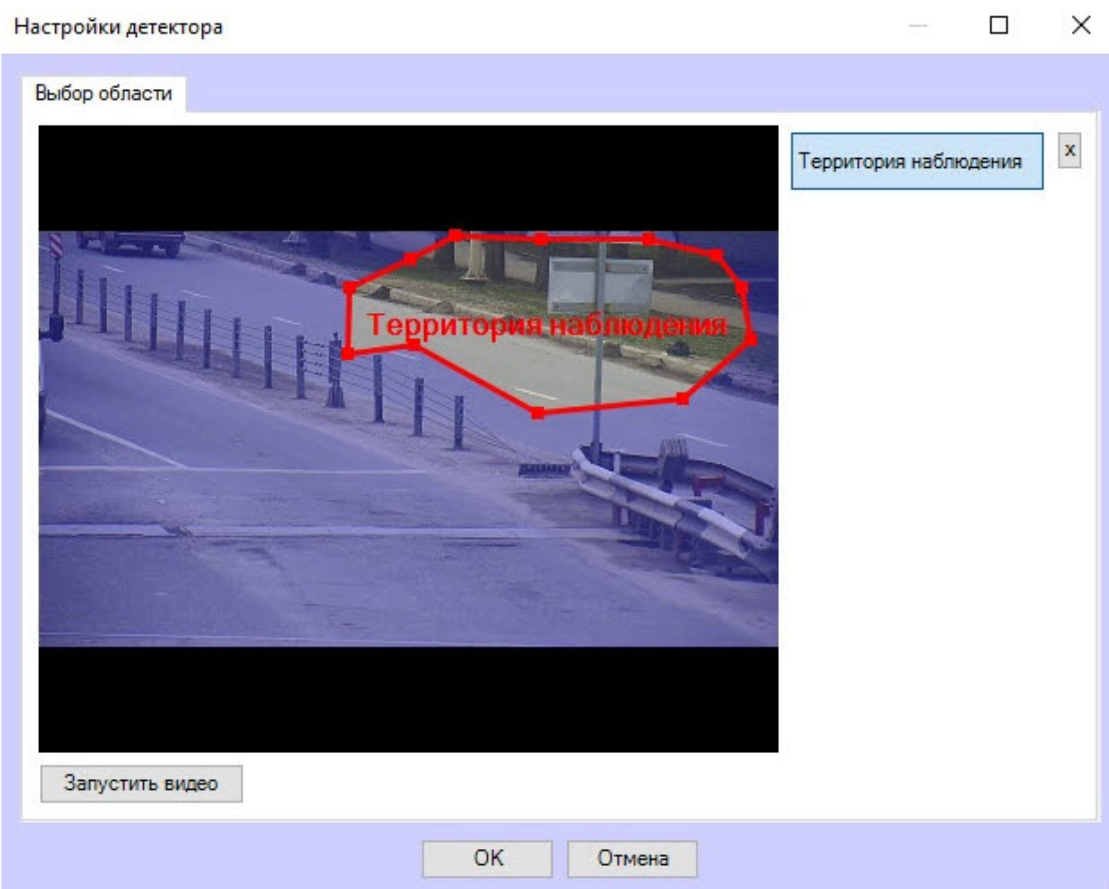 Настройки детектора
Выбор области
Территория наблюдения
x
Территория наблюдения
Запустить видео
OK
Отмена